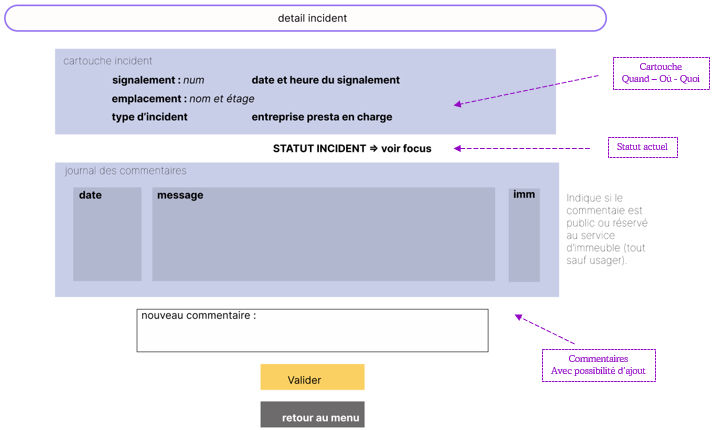 detail incident
cartouche incident
signalement : num date et heure du signalement
emplacement : nom et étage
type d'incident entreprise presta en charge
Cartouche
Quand – Où - Quoi
STATUT INCIDENT => voir focus
Statut actuel
journal des commentaires
date message imm
Indique si le
commentaie est
public ou réservé
au service
d'immeuble (tout
sauf usager).
nouveau commentaire :
Commentaires
Avec possibilité d'ajout
Valider
retour au menu